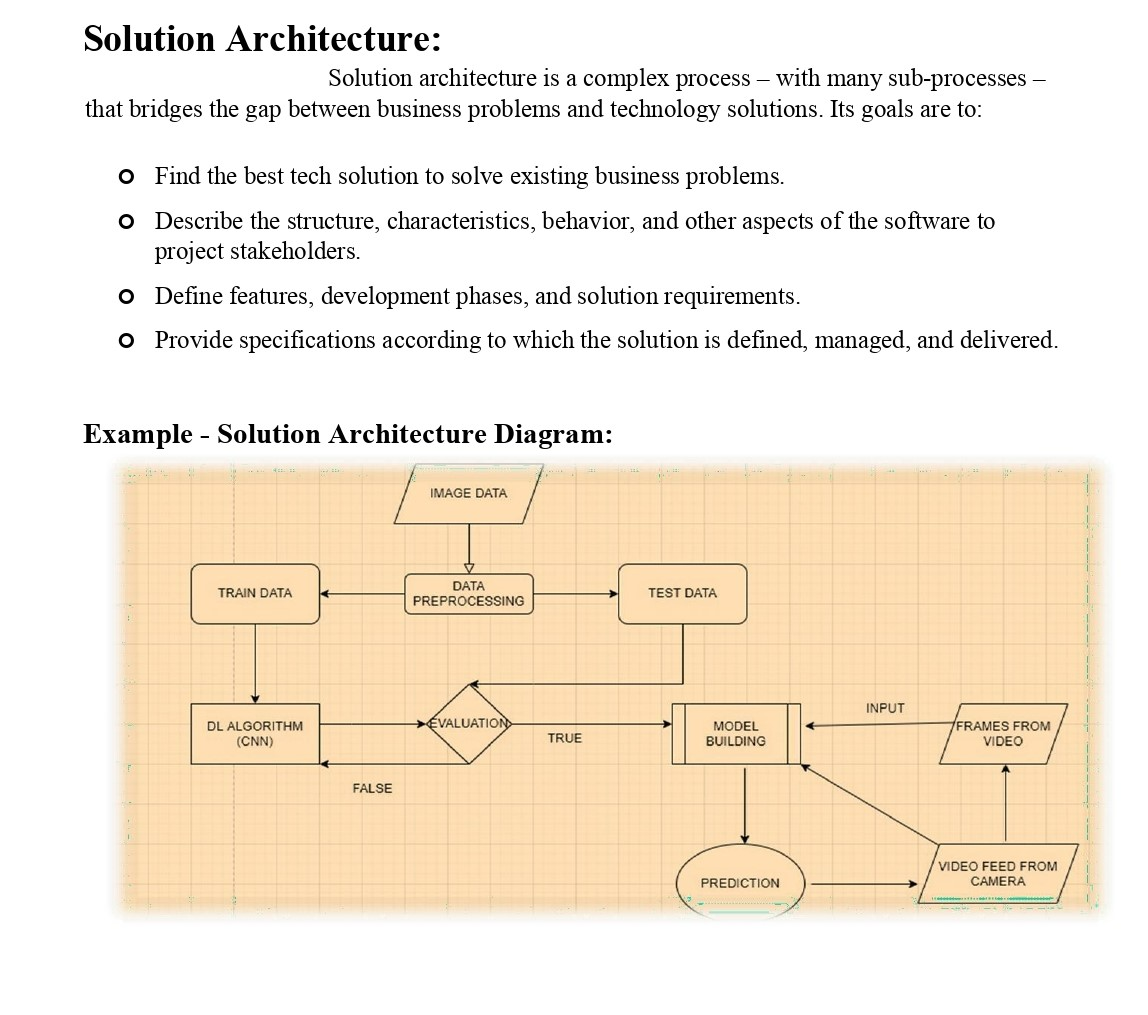 Solution Architecture:
Solution architecture is a complex process – with many sub-processes –
that bridges the gap between business problems and technology solutions. Its goals are to:
Find the best tech solution to solve existing business problems.
Describe the structure, characteristics, behavior, and other aspects of the software to
project stakeholders.
Define features, development phases, and solution requirements.
Provide specifications according to which the solution is defined, managed, and delivered.
Example - Solution Architecture Diagram:
IMAGE DATA
TRAIN DATA
DATA
PREPROCESSING
TEST DATA
DL ALGORITHM
(CNN)
EVALUATION
TRUE
FALSE
MODEL
BUILDING
INPUT
FRAMES FROM
VIDEO
PREDICTION
VIDEO FEED FROM
CAMERA